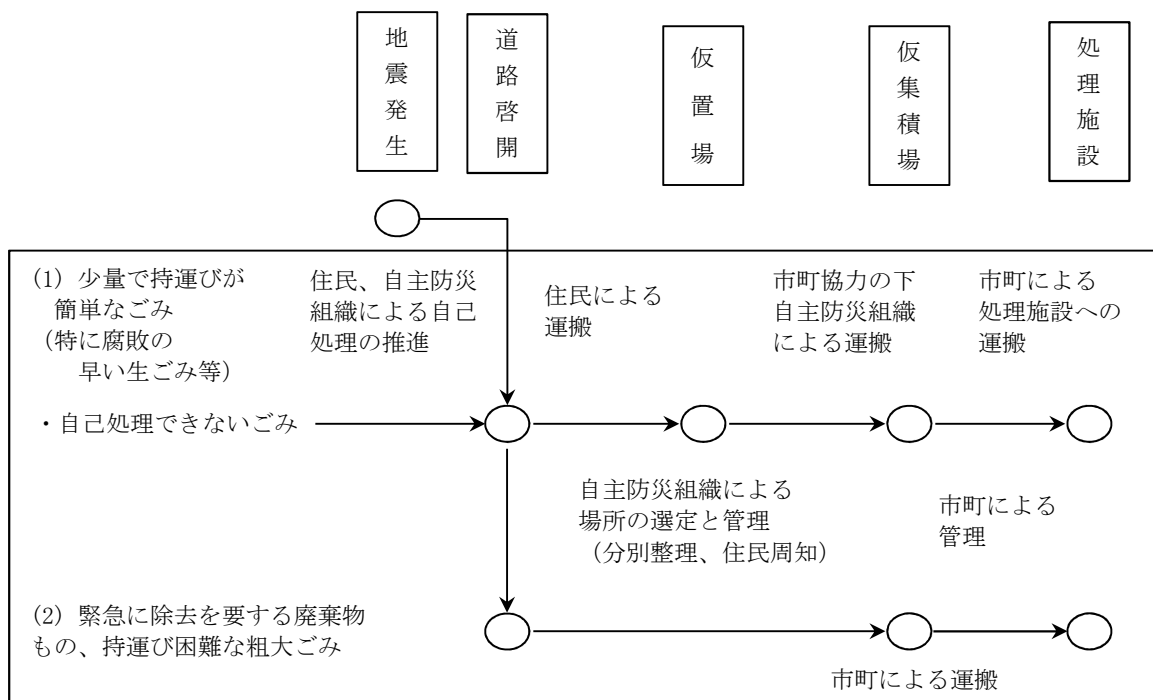 地震発生
道路啓開
仮置場
仮集積場
処理施設
(1) 少量で持運びが
簡単なごみ
（特に腐敗の
早い生ごみ等）
住民、自主防災
組織による自己
処理の推進
住民による
運搬
市町協力の下
自主防災組織
による運搬
市町による
処理施設への
運搬
・自己処理できないごみ
自主防災組織による
場所の選定と管理
（分別整理、住民周知）
市町による
管理
(2) 緊急に除去を要する廃棄物
もの、持運び困難な粗大ごみ
市町による運搬